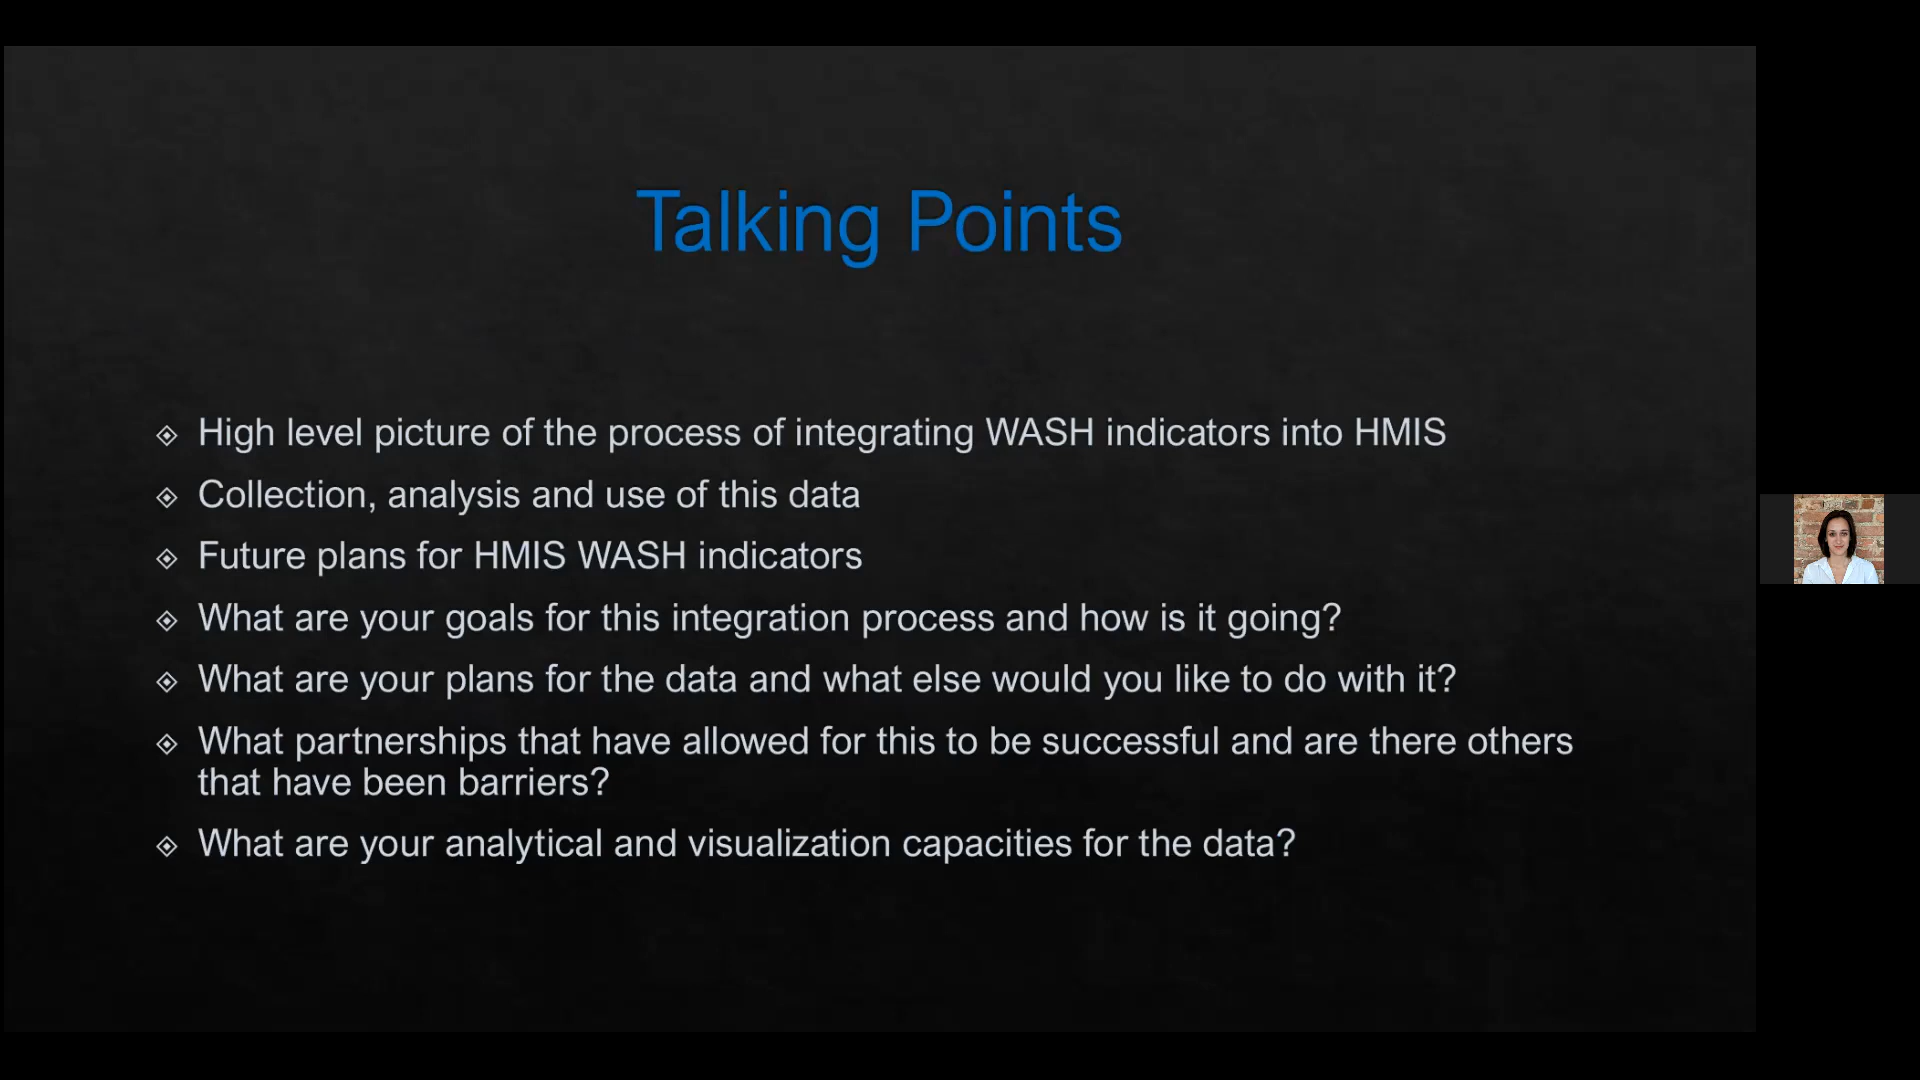 Talking Points
High level picture of the process of integrating WASH indicators into HMIS
Collection, analysis and use of this data
Future plans for HMIS WASH indicators
What are your goals for this integration process and how is it going?
What are your plans for the data and what else would you like to do with it?
What partnerships that have allowed for this to be successful and are there others
that have been barriers?
What are your analytical and visualization capacities for the data?